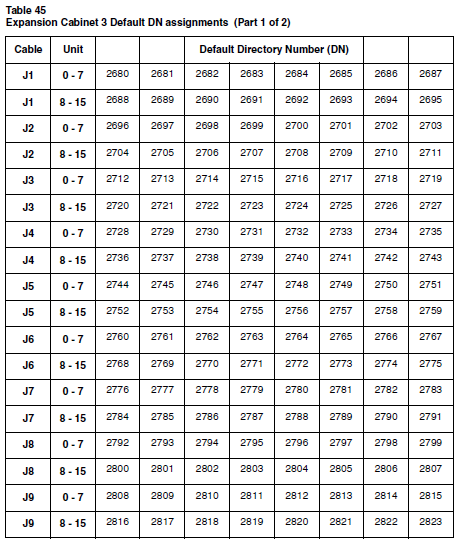 Table 45
Expansion Cabinet 3 Default DN assignments (Part 1 of 2)
Cable Unit Default Directory Number (DN)
J1 0 - 7 2680 2681 2682 2683 2684 2685 2686 2687
J1 8 - 15 2688 2689 2690 2691 2692 2693 2694 2695
J2 0 - 7 2696 2697 2698 2699 2700 2701 2702 2703
J2 8 - 15 2704 2705 2706 2707 2708 2709 2710 2711
J3 0 - 7 2712 2713 2714 2715 2716 2717 2718 2719
J3 8 - 15 2720 2721 2722 2723 2724 2725 2726 2727
J4 0 - 7 2728 2729 2730 2731 2732 2733 2734 2735
J4 8 - 15 2736 2737 2738 2739 2740 2741 2742 2743
J5 0 - 7 2744 2745 2746 2747 2748 2749 2750 2751
J5 8 - 15 2752 2753 2754 2755 2756 2757 2758 2759
J6 0 - 7 2760 2761 2762 2763 2764 2765 2766 2767
J6 8 - 15 2768 2769 2770 2771 2772 2773 2774 2775
J7 0 - 7 2776 2777 2778 2779 2780 2781 2782 2783
J7 8 - 15 2784 2785 2786 2787 2788 2789 2790 2791
J8 0 - 7 2792 2793 2794 2795 2796 2797 2798 2799
J8 8 - 15 2800 2801 2802 2803 2804 2805 2806 2807
J9 0 - 7 2808 2809 2810 2811 2812 2813 2814 2815
J9 8 - 15 2816 2817 2818 2819 2820 2821 2822 2823